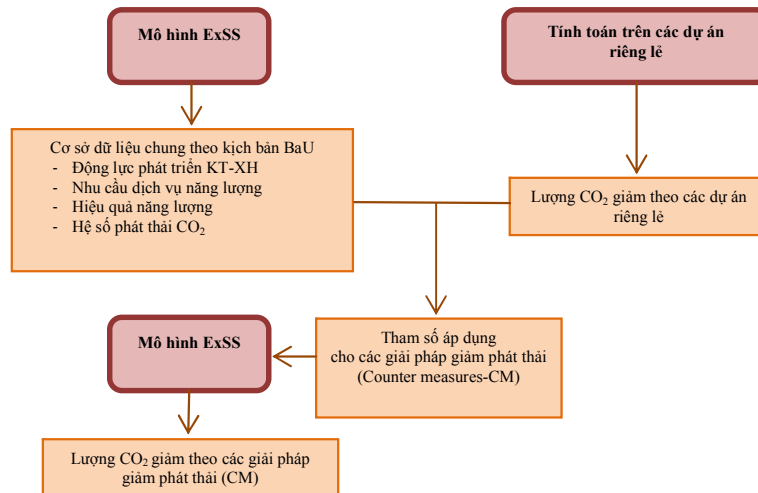 Mô hình ExSS
Tính toán trên các dự án
riêng lẻ
Cơ sở dữ liệu chung theo kịch bản BaU
- Động lực phát triển KT-XH
- Nhu cầu dịch vụ năng lượng
- Hiệu quả năng lượng
- Hệ số phát thải CO₂
Lượng CO₂ giảm theo các dự án
riêng lẻ
Mô hình ExSS
Tham số áp dụng
cho các giải pháp giảm phát thải
(Counter measures-CM)
Lượng CO₂ giảm theo các giải pháp
giảm phát thải (CM)